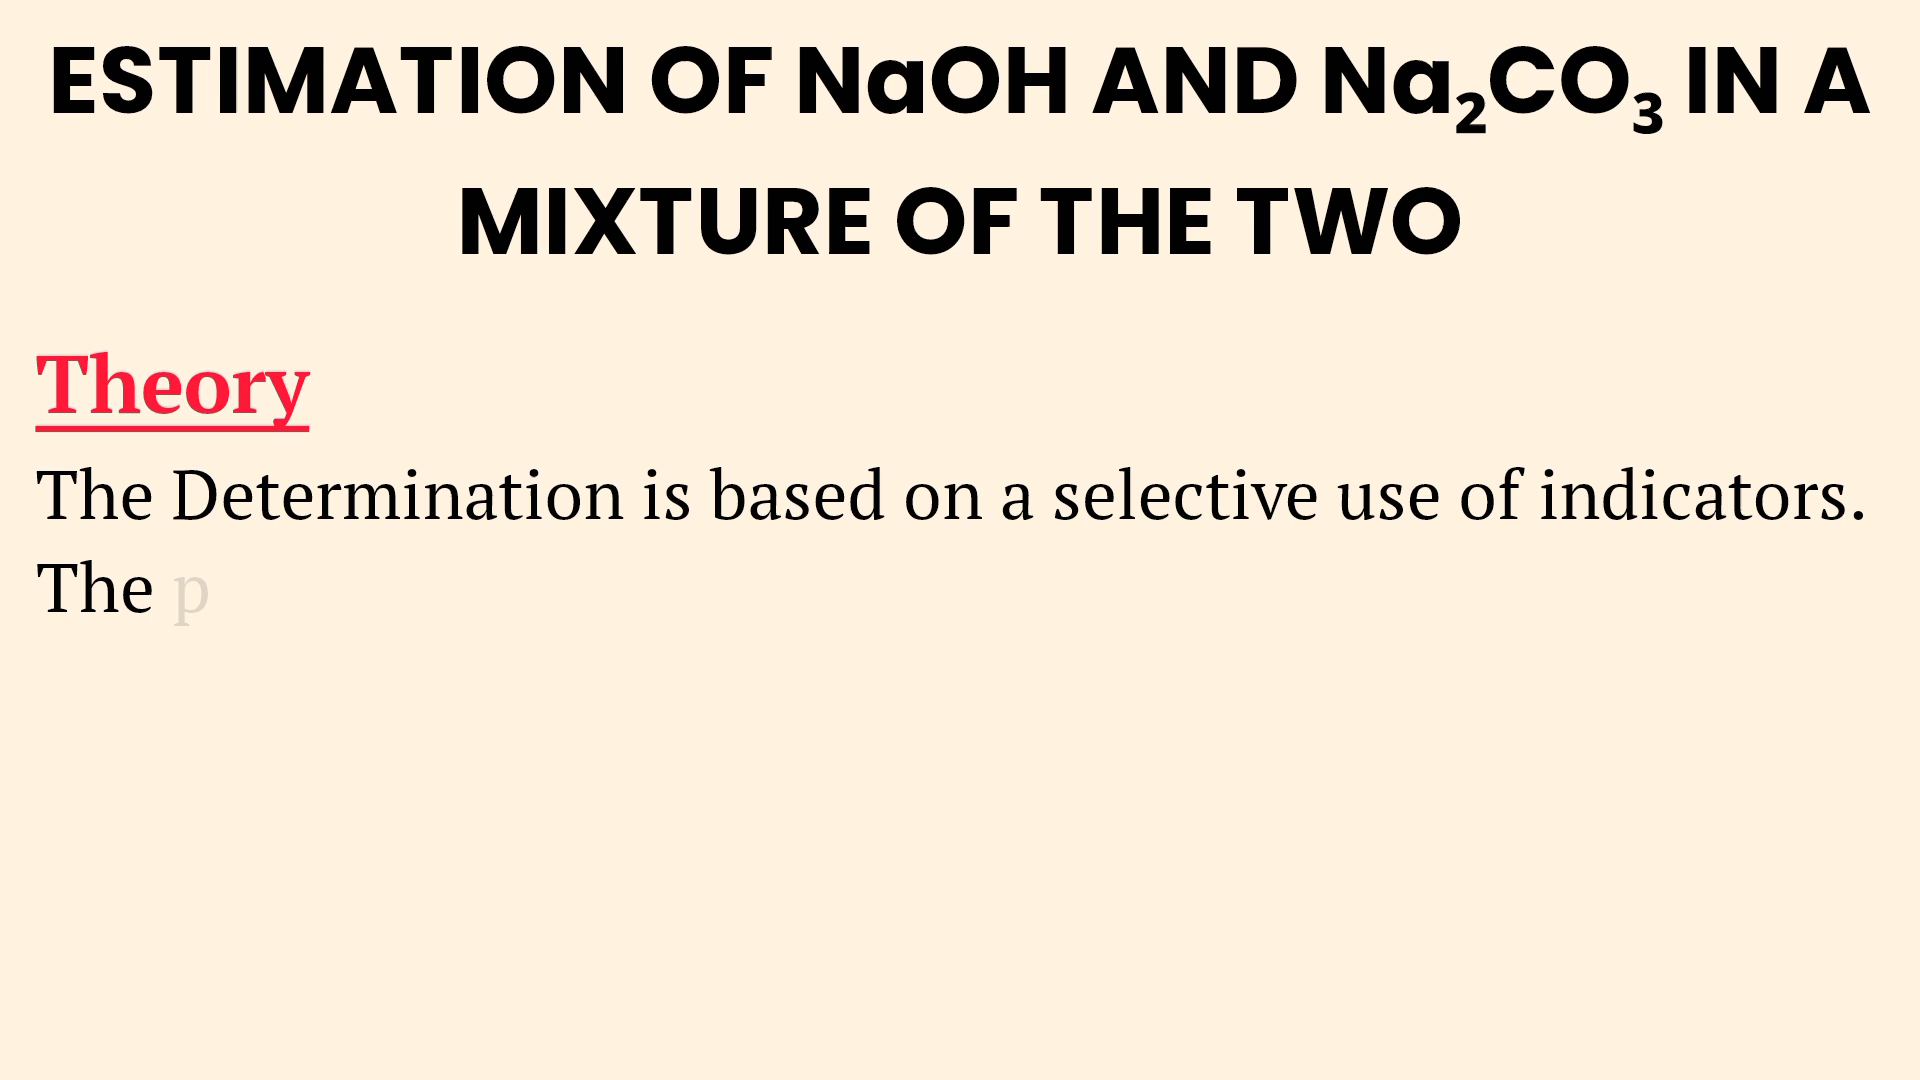 ESTIMATION OF NaOH AND Na₂CO₃ IN A
MIXTURE OF THE TWO
Theory
The Determination is based on a selective use of indicators.
The p